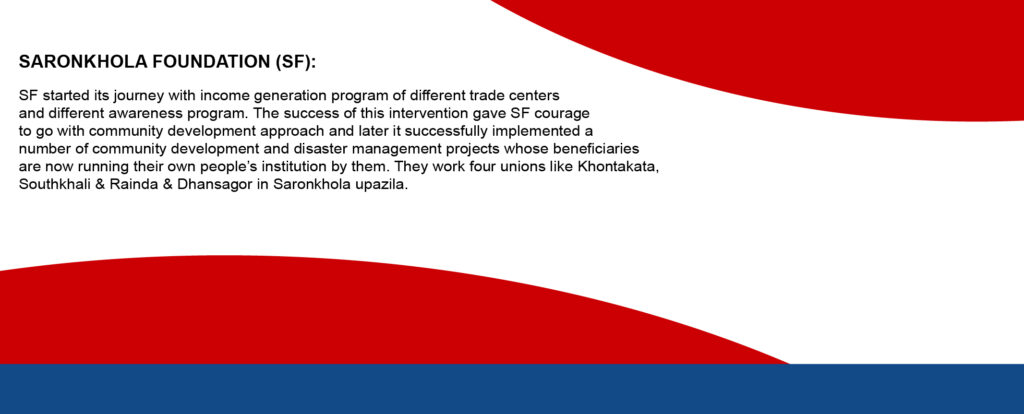 SARONKHOLA FOUNDATION (SF):
SF started its journey with income generation program of different trade centers
and different awareness program. The success of this intervention gave SF courage
to go with community development approach and later it successfully implemented a
number of community development and disaster management projects whose beneficiaries
are now running their own people's institution by them. They work four unions like Khontakata,
Southkhali & Rainda & Dhansagor in Saronkhola upazila.